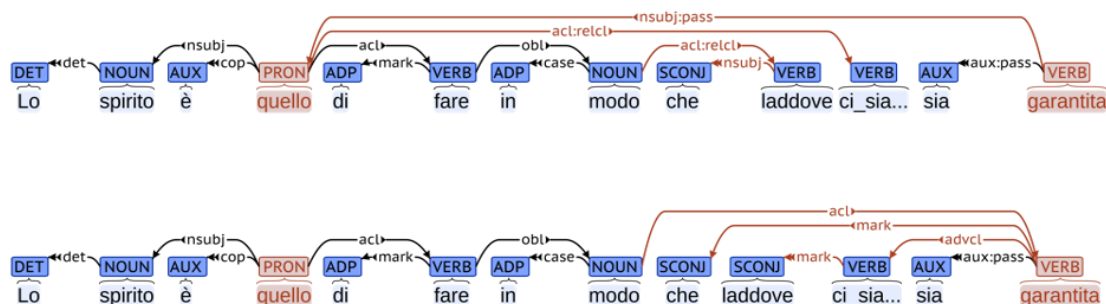 nsubj:pass
acl:relcl
nsubj acl obl acl:relcl
DET det NOUN AUX cop PRON ADP mark VERB ADP case NOUN SCONJ nsubj VERB VERB AUX aux:pass VERB
Lo spirito è quello di fare in modo che laddove ci_sia... sia garantita
acl
mark
nsubj acl obl advcl
DET det NOUN AUX cop PRON ADP mark VERB ADP case NOUN SCONJ SCONJ mark VERB AUX aux:pass VERB
Lo spirito è quello di fare in modo che laddove ci_sia... sia garantita